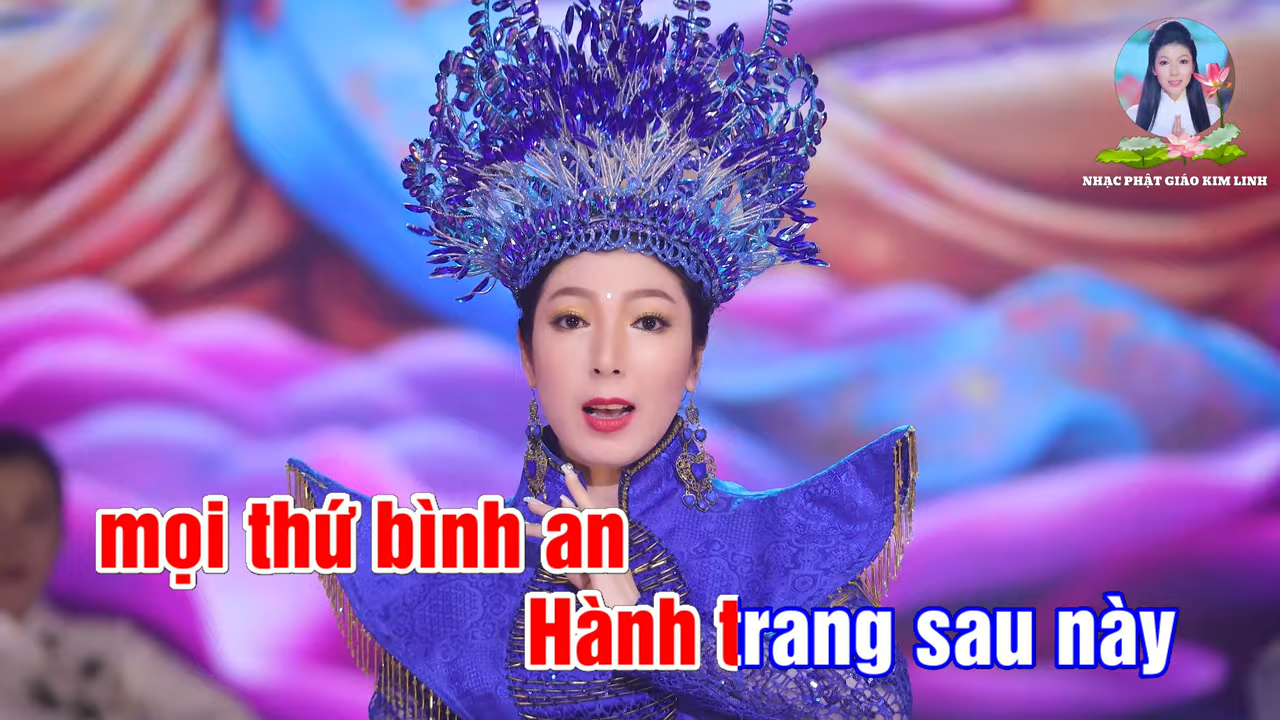 NHẠC PHẬT GIÁO KIM LINH
mọi thứ bình an
Hành trang sau này